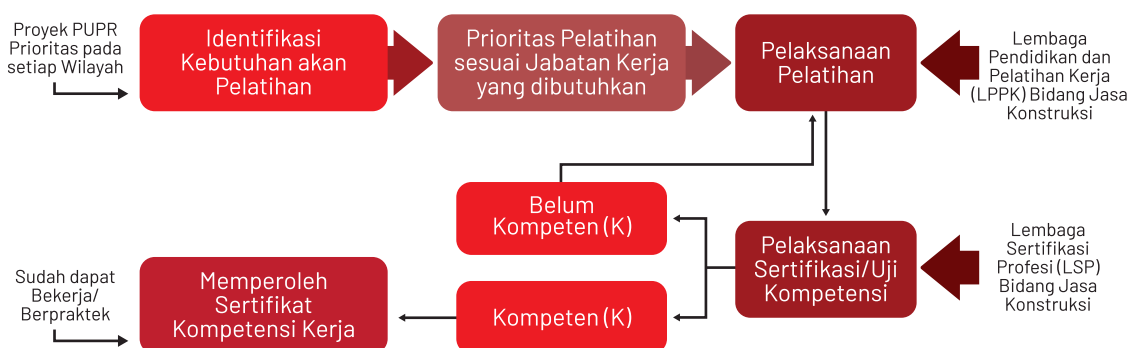 Proyek PUPR
Prioritas pada
setiap Wilayah
Identifikasi
Kebutuhan akan
Pelatihan
Prioritas Pelatihan
sesuai Jabatan Kerja
yang dibutuhkan
Pelaksanaan
Pelatihan
Lembaga
Pendidikan dan
Pelatihan Kerja
(LPPK) Bidang Jasa
Konstruksi
Belum
Kompeten (K)
Pelaksanaan
Sertifikasi/Uji
Kompetensi
Lembaga
Sertifikasi
Profesi (LSP)
Bidang Jasa
Konstruksi
Kompeten (K)
Memperoleh
Sertifikat
Kompetensi Kerja
Sudah dapat
Bekerja/
Berpraktek